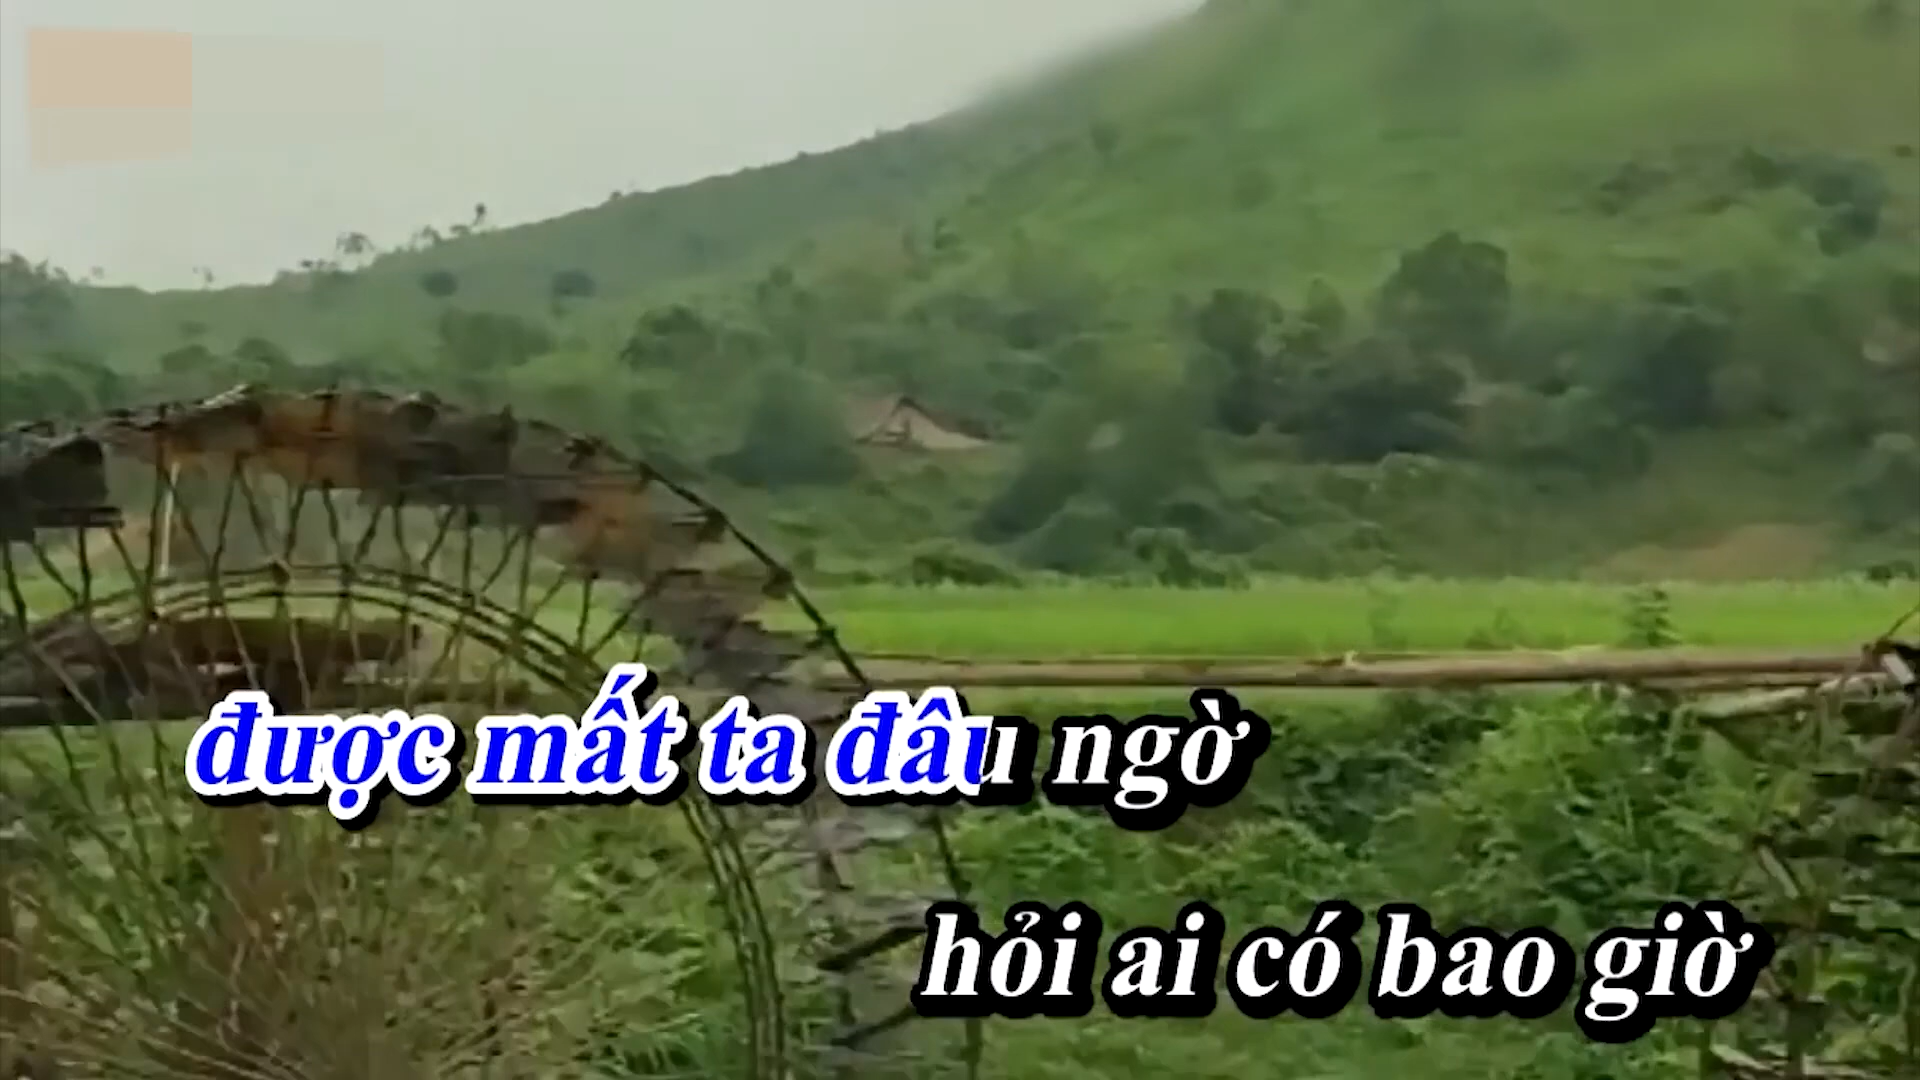 được mất ta đâu ngờ
hỏi ai có bao giờ